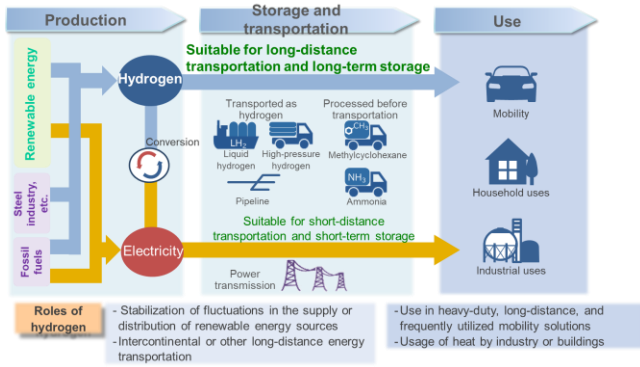 Production
Storage and
transportation
Use
Renewable energy
Steel
industry,
etc.
Fossil
fuels
Hydrogen
Conversion
Electricity
Suitable for long-distance
transportation and long-term storage
Transported as
hydrogen
LH2
Liquid
hydrogen
High-pressure
hydrogen
Pipeline
Processed before
transportation
CH3
Methylcyclohexane
NH3
Ammonia
Suitable for short-distance
transportation and short-term storage
Power
transmission
Mobility
Household uses
Industrial uses
Roles of
hydrogen
- Stabilization of fluctuations in the supply or
distribution of renewable energy sources
- Intercontinental or other long-distance energy
transportation
- Use in heavy-duty, long-distance, and
frequently utilized mobility solutions
- Usage of heat by industry or buildings